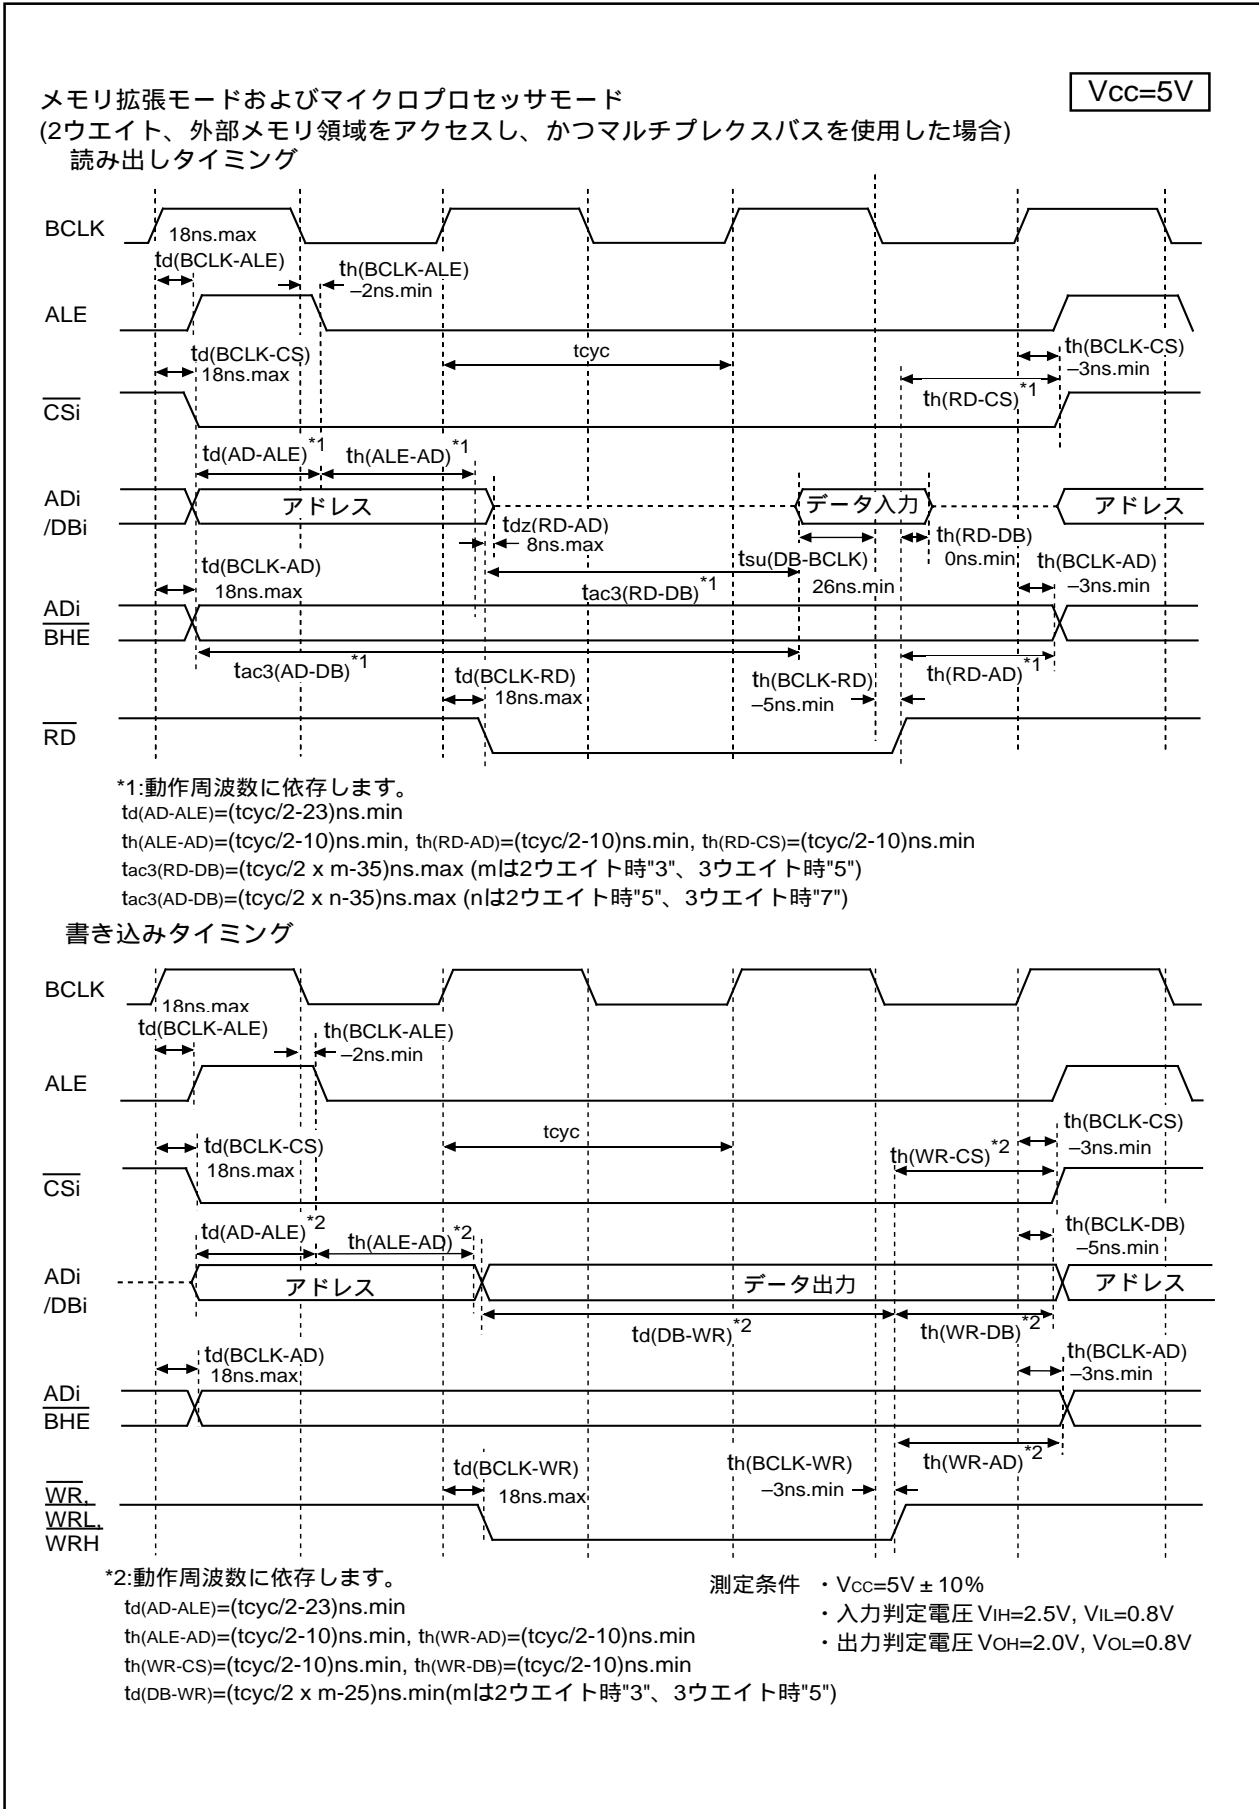 Vcc=5V
メモリ拡張モードおよびマイクロプロセッサモード
(2ウエイト、外部メモリ領域をアクセスし、かつマルチプレクスバスを使用した場合)
読み出しタイミング
BCLK
18ns.max
td(BCLK-ALE)
th(BCLK-ALE)
–2ns.min
ALE
td(BCLK-CS)
18ns.max
tcyc
th(BCLK-CS)
–3ns.min
th(RD-CS)*1
CSi
td(AD-ALE)*1
th(ALE-AD)*1
ADi
/DBi
アドレス
データ入力
アドレス
tdz(RD-AD)
8ns.max
th(RD-DB)
0ns.min
tsu(DB-BCLK)
26ns.min
td(BCLK-AD)
18ns.max
tac3(RD-DB)*1
th(BCLK-AD)
–3ns.min
ADi
BHE
tac3(AD-DB)*1
td(BCLK-RD)
18ns.max
th(BCLK-RD)
–5ns.min
th(RD-AD)*1
RD
*1:動作周波数に依存します。
td(AD-ALE)=(tcyc/2-23)ns.min
th(ALE-AD)=(tcyc/2-10)ns.min, th(RD-AD)=(tcyc/2-10)ns.min, th(RD-CS)=(tcyc/2-10)ns.min
tac3(RD-DB)=(tcyc/2 x m-35)ns.max (mは2ウエイト時"3"、3ウエイト時"5")
tac3(AD-DB)=(tcyc/2 x n-35)ns.max (nは2ウエイト時"5"、3ウエイト時"7")
書き込みタイミング
BCLK
18ns.max
td(BCLK-ALE)
th(BCLK-ALE)
–2ns.min
ALE
td(BCLK-CS)
18ns.max
tcyc
th(BCLK-CS)
–3ns.min
th(WR-CS)*2
CSi
td(AD-ALE)*2
th(ALE-AD)*2
th(BCLK-DB)
–5ns.min
ADi
/DBi
アドレス
データ出力
アドレス
td(DB-WR)*2
th(WR-DB)*2
td(BCLK-AD)
18ns.max
th(BCLK-AD)
–3ns.min
ADi
BHE
td(BCLK-WR)
18ns.max
th(BCLK-WR)
–3ns.min
th(WR-AD)*2
WR,
WRL,
WRH
*2:動作周波数に依存します。
td(AD-ALE)=(tcyc/2-23)ns.min
th(ALE-AD)=(tcyc/2-10)ns.min, th(WR-AD)=(tcyc/2-10)ns.min
th(WR-CS)=(tcyc/2-10)ns.min, th(WR-DB)=(tcyc/2-10)ns.min
td(DB-WR)=(tcyc/2 x m-25)ns.min(mは2ウエイト時"3"、3ウエイト時"5")
測定条件 ・VCC=5V±10%
・入力判定電圧 VIH=2.5V, VIL=0.8V
・出力判定電圧 VOH=2.0V, VOL=0.8V